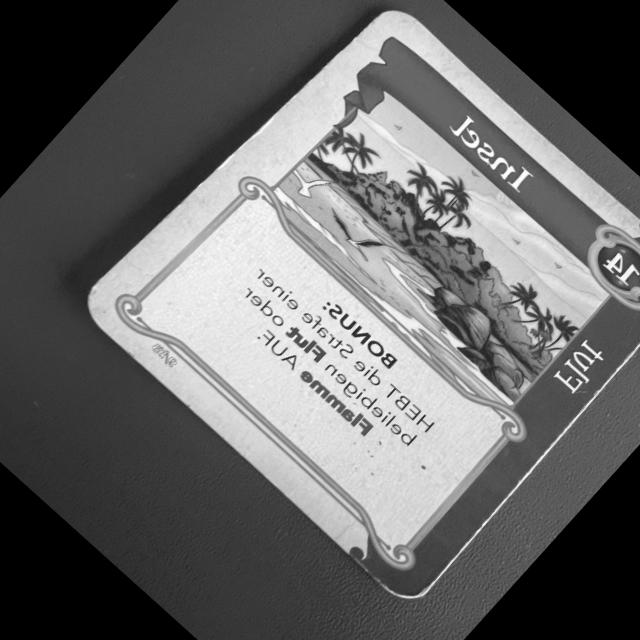 14
Insel
Flut
BONUS:
HEBT die Strafe einer
beliebigen Flut oder
Flamme AUF.